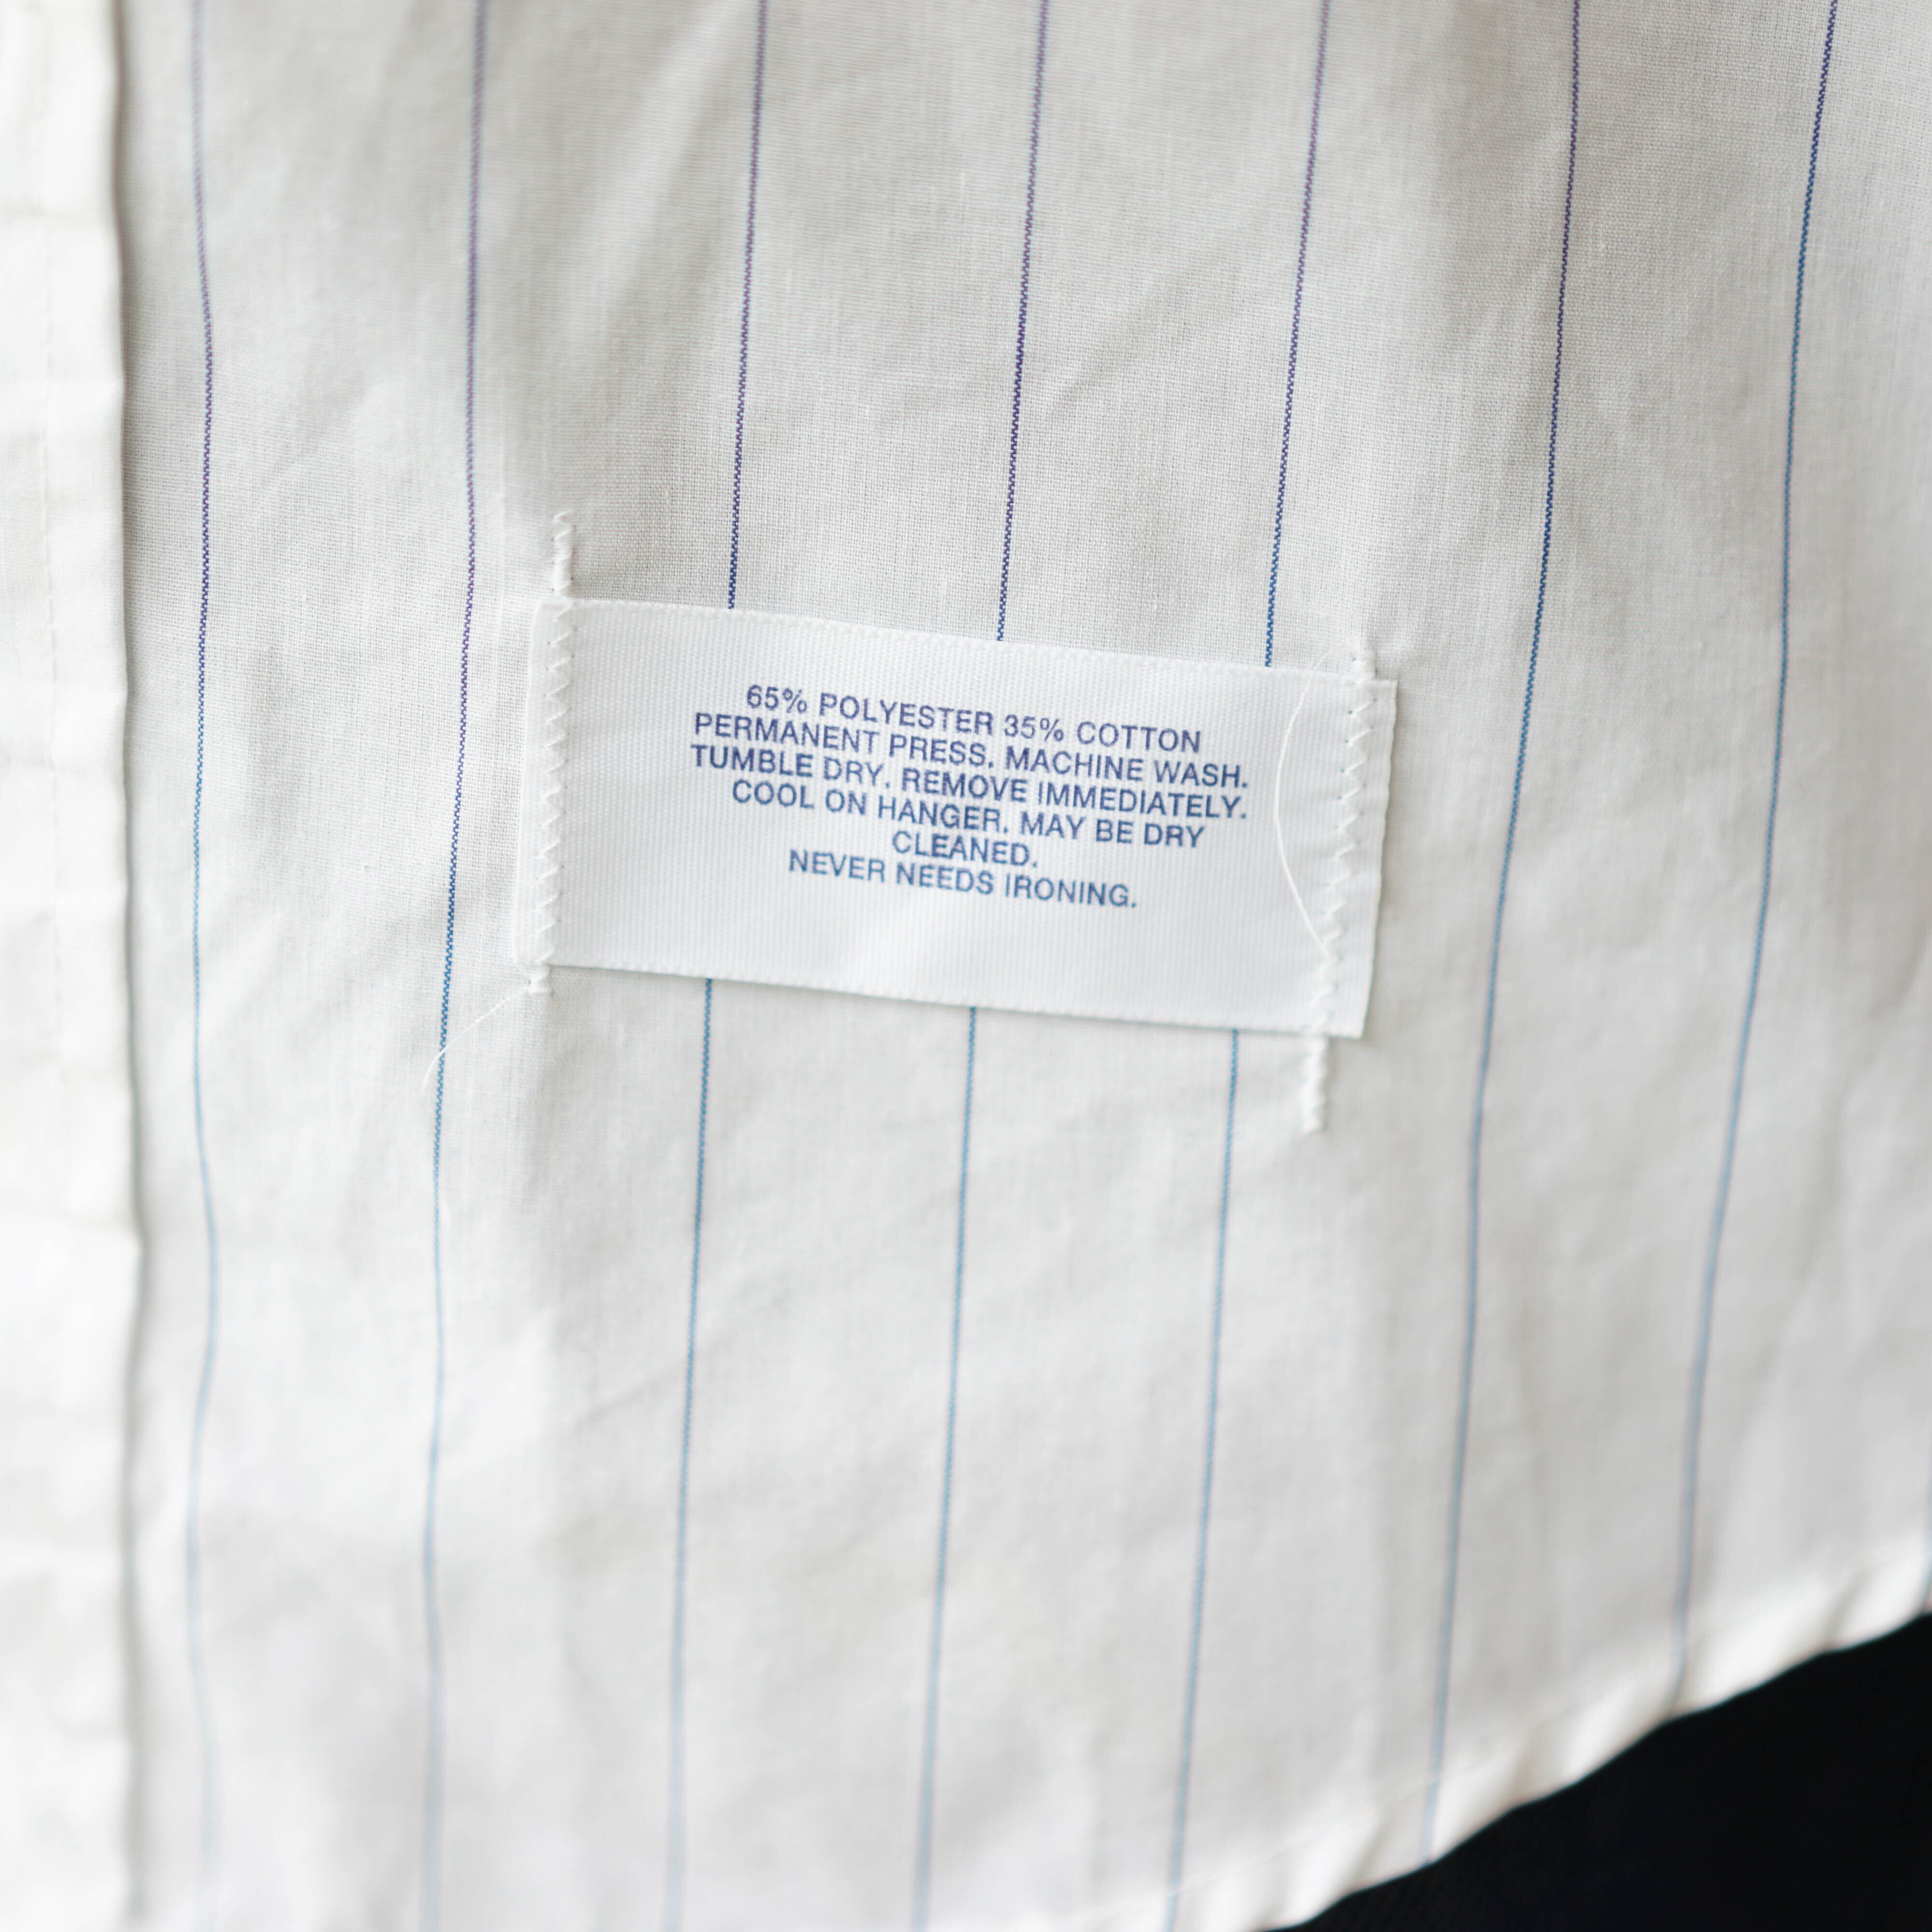 65% POLYESTER 35% COTTON
PERMANENT PRESS. MACHINE WASH.
TUMBLE DRY. REMOVE IMMEDIATELY.
COOL ON HANGER. MAY BE DRY
CLEANED.
NEVER NEEDS IRONING.